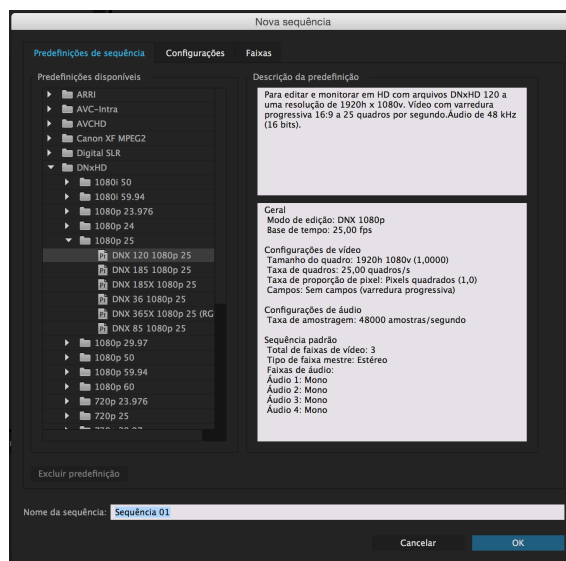 Nova sequência
Predefinições de sequência
Configurações
Faixas
Predefinições disponíveis
ARRI
AVC-Intra
AVCHD
Canon XF MPEG2
Digital SLR
DNxHD
1080i 50
1080i 59.94
1080p 23.976
1080p 24
1080p 25
DNX 120 1080p 25
DNX 185 1080p 25
DNX 185X 1080p 25
DNX 36 1080p 25
DNX 365X 1080p 25 (RG
DNX 85 1080p 25
1080p 29.97
1080p 50
1080p 59.94
1080p 60
720p 23.976
720p 25
Descrição da predefinição
Para editar e monitorar em HD com arquivos DNxHD 120 a
uma resolução de 1920h x 1080v. Vídeo com varredura
progressiva 16:9 a 25 quadros por segundo.Áudio de 48 kHz
(16 bits).
Geral
Modo de edição: DNX 1080p
Base de tempo: 25,00 fps
Configurações de vídeo
Tamanho do quadro: 1920h 1080v (1,0000)
Taxa de quadros: 25,00 quadros/s
Taxa de proporção de pixel: Pixels quadrados (1,0)
Campos: Sem campos (varredura progressiva)
Configurações de áudio
Taxa de amostragem: 48000 amostras/segundo
Sequência padrão
Total de faixas de vídeo: 3
Tipo de faixa mestre: Estéreo
Faixas de áudio:
Áudio 1: Mono
Áudio 2: Mono
Áudio 3: Mono
Áudio 4: Mono
Excluir predefinição
Nome da sequência: Sequência 01
Cancelar
OK